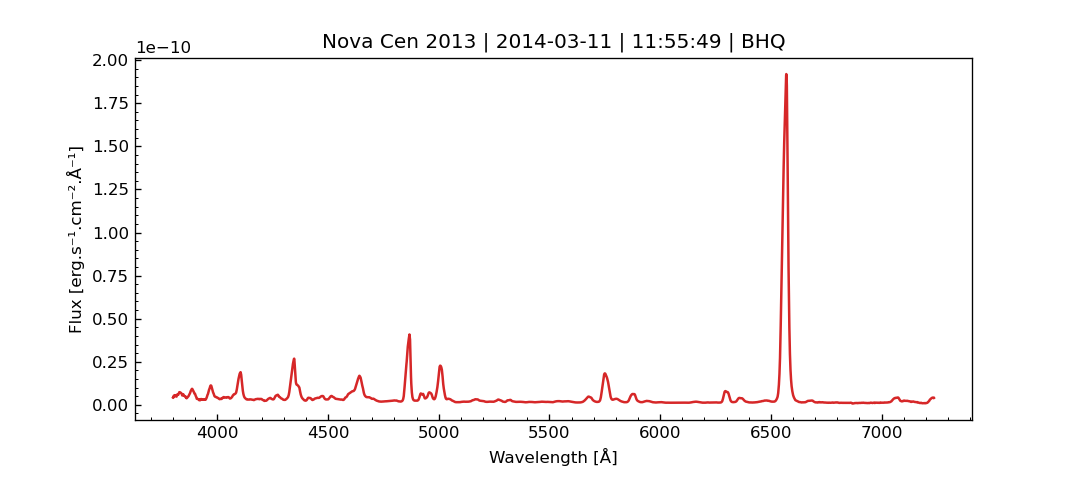 Nova Cen 2013 | 2014-03-11 | 11:55:49 | BHQ
1e−10
2.00
1.75
1.50
1.25
1.00
0.75
0.50
0.25
0.00
Flux [erg.s⁻¹.cm⁻².Å⁻¹]
4000 4500 5000 5500 6000 6500 7000
Wavelength [Å]